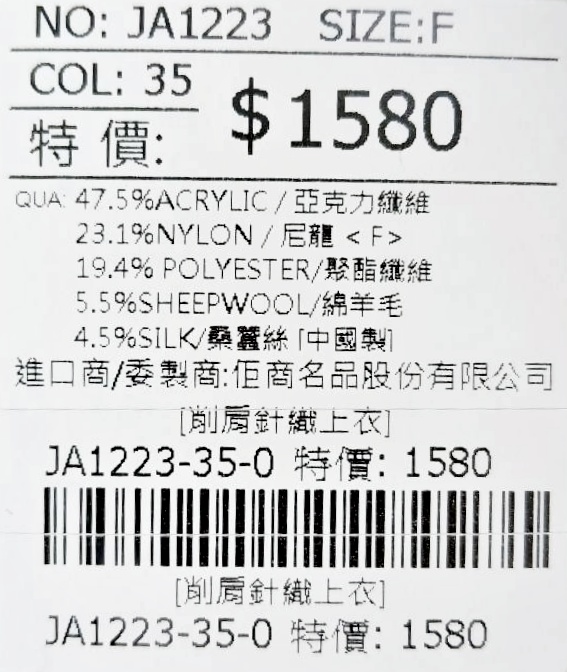 NO: JA1223 SIZE:F
COL: 35
特 價: $1580
QUA: 47.5%ACRYLIC / 亞克力纖維
23.1%NYLON / 尼龍 < F>
19.4% POLYESTER/聚酯纖維
5.5%SHEEPWOOL/綿羊毛
4.5%SILK/桑蠶絲 [中國製]
進口商/委製商:佢商名品股份有限公司
[削肩針織上衣]
JA1223-35-0 特價: 1580
[削肩針織上衣]
JA1223-35-0 特價: 1580